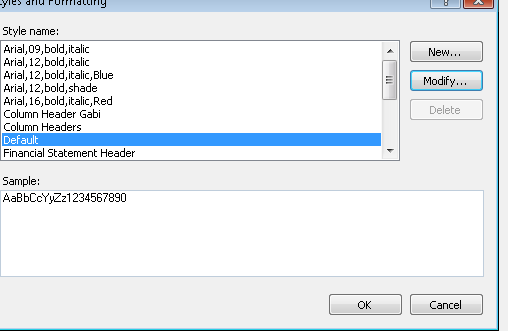 Styles and Formatting
Style name:
Arial,09,bold,italic
Arial,12,bold,italic
Arial,12,bold,italic,Blue
Arial,12,bold,shade
Arial,16,bold,italic,Red
Column Header Gabi
Column Headers
Default
Financial Statement Header
New...
Modify...
Delete
Sample:
AaBbCcYyZz1234567890
OK
Cancel